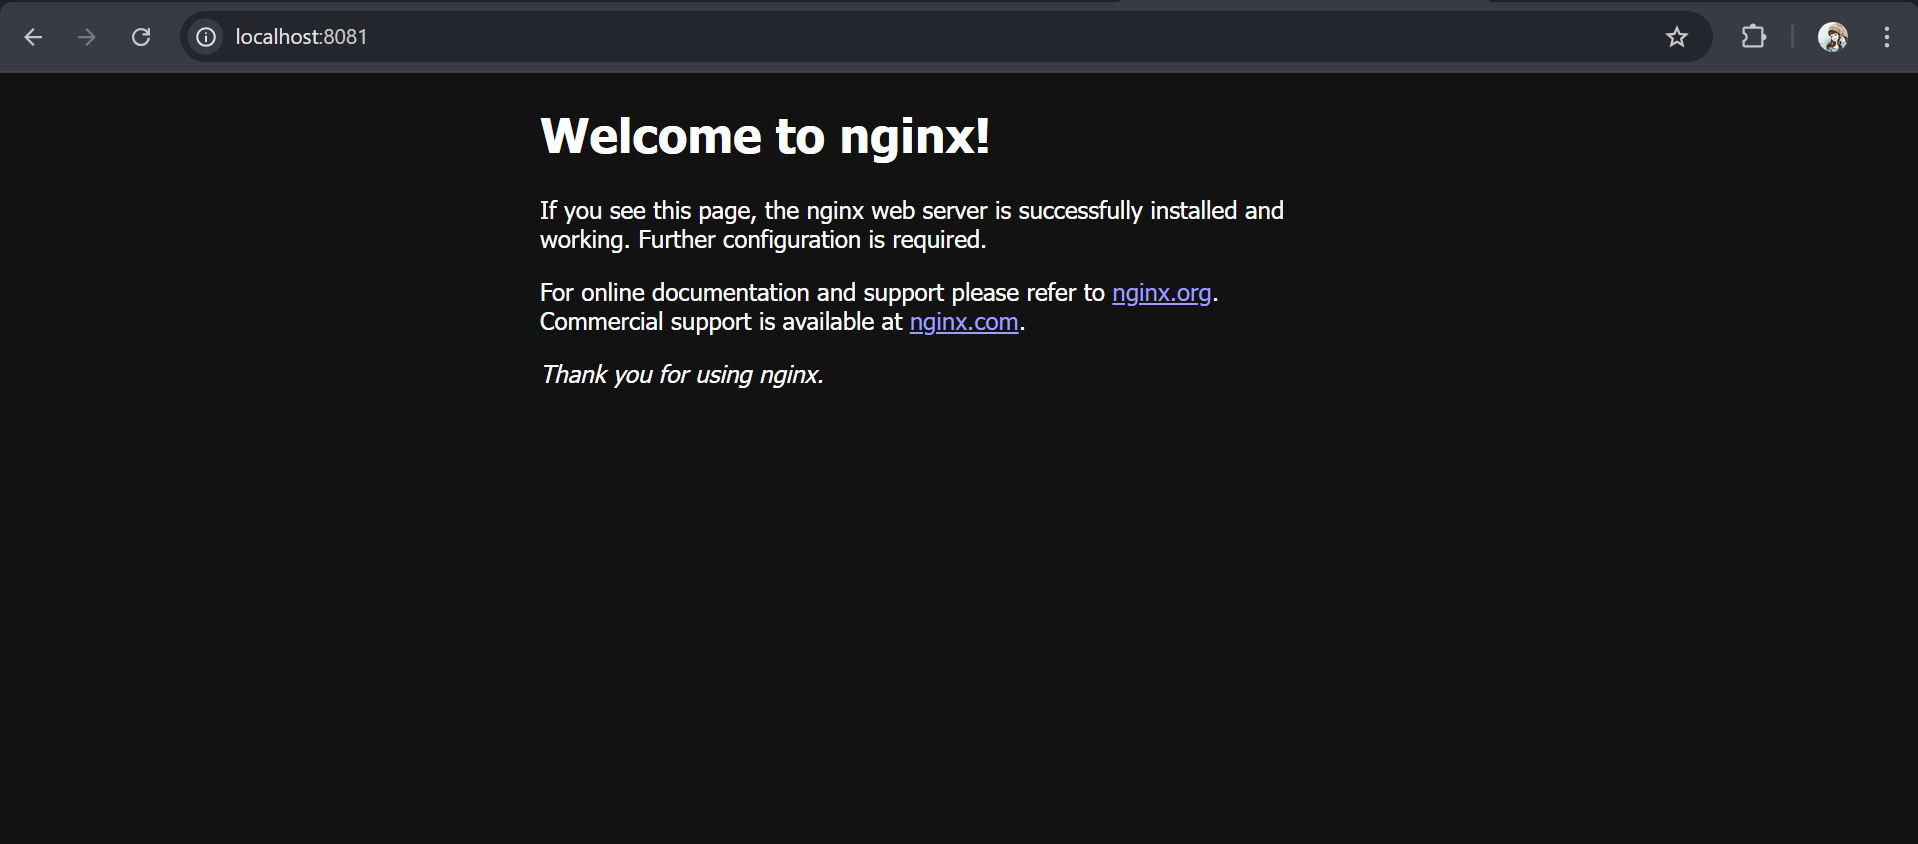 localhost:8081
Welcome to nginx!
If you see this page, the nginx web server is successfully installed and
working. Further configuration is required.
For online documentation and support please refer to nginx.org.
Commercial support is available at nginx.com.
Thank you for using nginx.